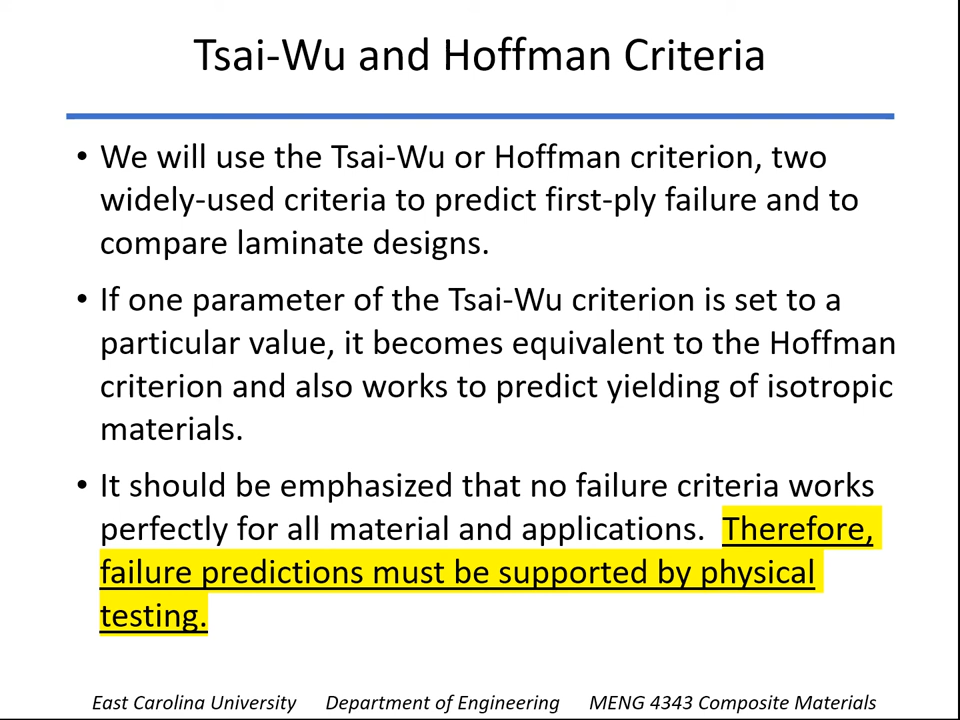 Tsai-Wu and Hoffman Criteria
• We will use the Tsai-Wu or Hoffman criterion, two
widely-used criteria to predict first-ply failure and to
compare laminate designs.
• If one parameter of the Tsai-Wu criterion is set to a
particular value, it becomes equivalent to the Hoffman
criterion and also works to predict yielding of isotropic
materials.
• It should be emphasized that no failure criteria works
perfectly for all material and applications. Therefore,
failure predictions must be supported by physical
testing.
East Carolina University Department of Engineering MENG 4343 Composite Materials